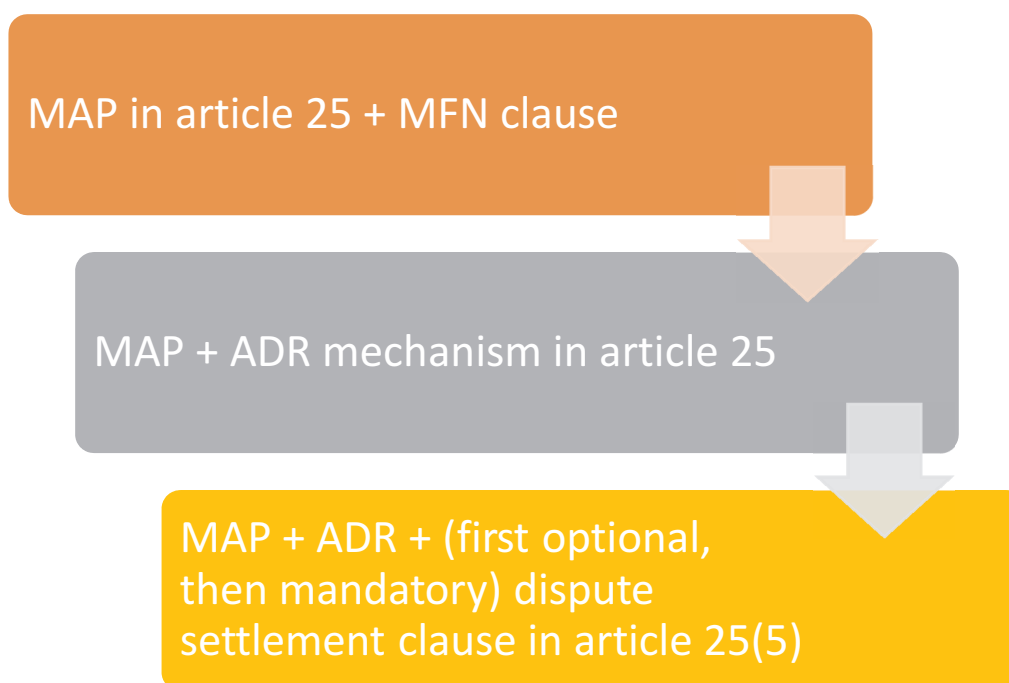 MAP in article 25 + MFN clause
MAP + ADR mechanism in article 25
MAP + ADR + (first optional,
then mandatory) dispute
settlement clause in article 25(5)